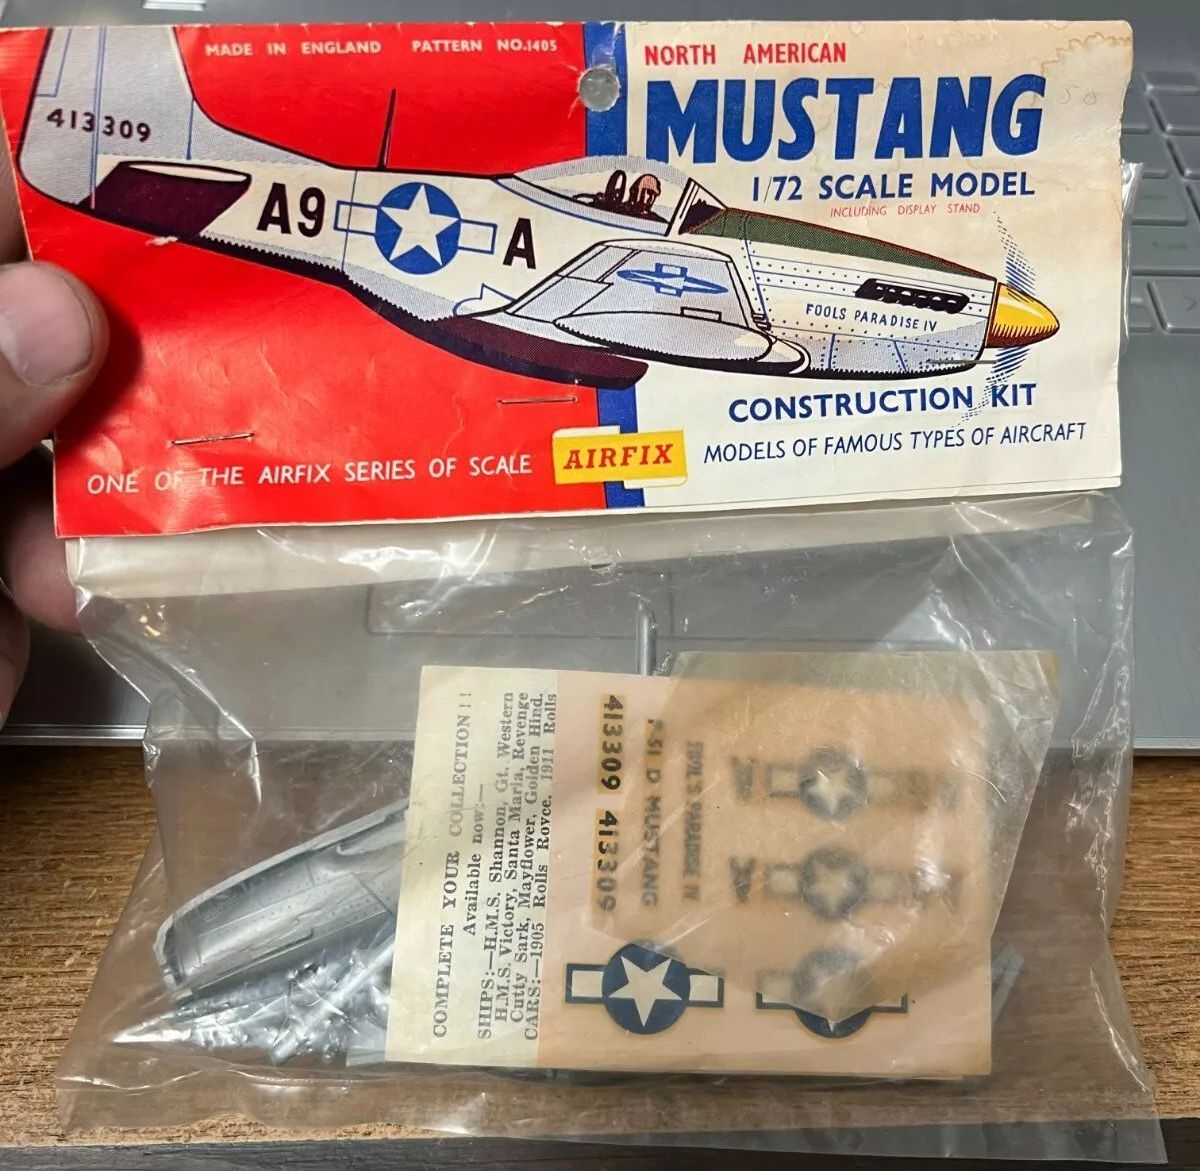 MADE IN ENGLAND PATTERN NO.1405
NORTH AMERICAN
MUSTANG
1/72 SCALE MODEL
INCLUDING DISPLAY STAND
413309
A9
A
FOOLS PARADISE IV
CONSTRUCTION KIT
MODELS OF FAMOUS TYPES OF AIRCRAFT
ONE OF THE AIRFIX SERIES OF SCALE
AIRFIX
COMPLETE YOUR COLLECTION!!
Available now:—
SHIPS:—H.M.S. Shannon, Gt. Western
H.M.S. Victory, Santa Maria, Revenge
Cutty Sark, Mayflower, Golden Hind.
CARS:—1905 Rolls Royce. 1911 Rolls
413309 413309
51 D MUSTANG
PARADISE IV